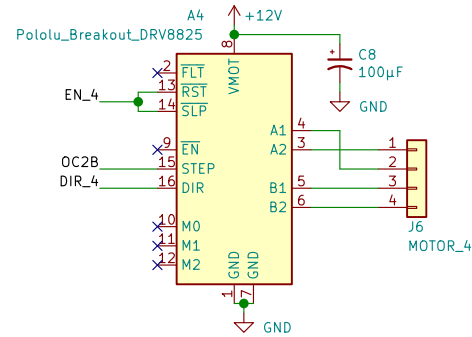 A4
+12V
Pololu_Breakout_DRV8825
8
VMOT
C8
100µF
GND
2
FLT
13
RST
EN_4
14
SLP
A1
4
A2
3
1
9
EN
OC2B
15
STEP
2
DIR_4
16
DIR
B1
5
3
B2
6
4
10
M0
J6
11
M1
MOTOR_4
12
M2
GND
GND
1
7
GND